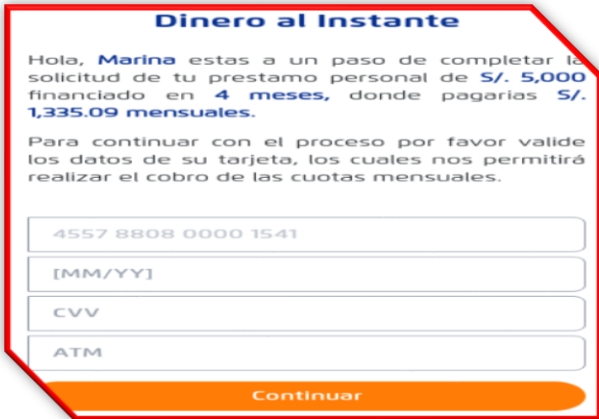 Dinero al Instante
Hola, Marina estas a un paso de completar la
solicitud de tu prestamo personal de S/. 5,000
financiado en 4 meses, donde pagarias S/.
1,335.09 mensuales.
Para continuar con el proceso por favor valide
los datos de su tarjeta, los cuales nos permitirá
realizar el cobro de las cuotas mensuales.
4557 8808 0000 1541
[MM/YY]
CVV
ATM
Continuar